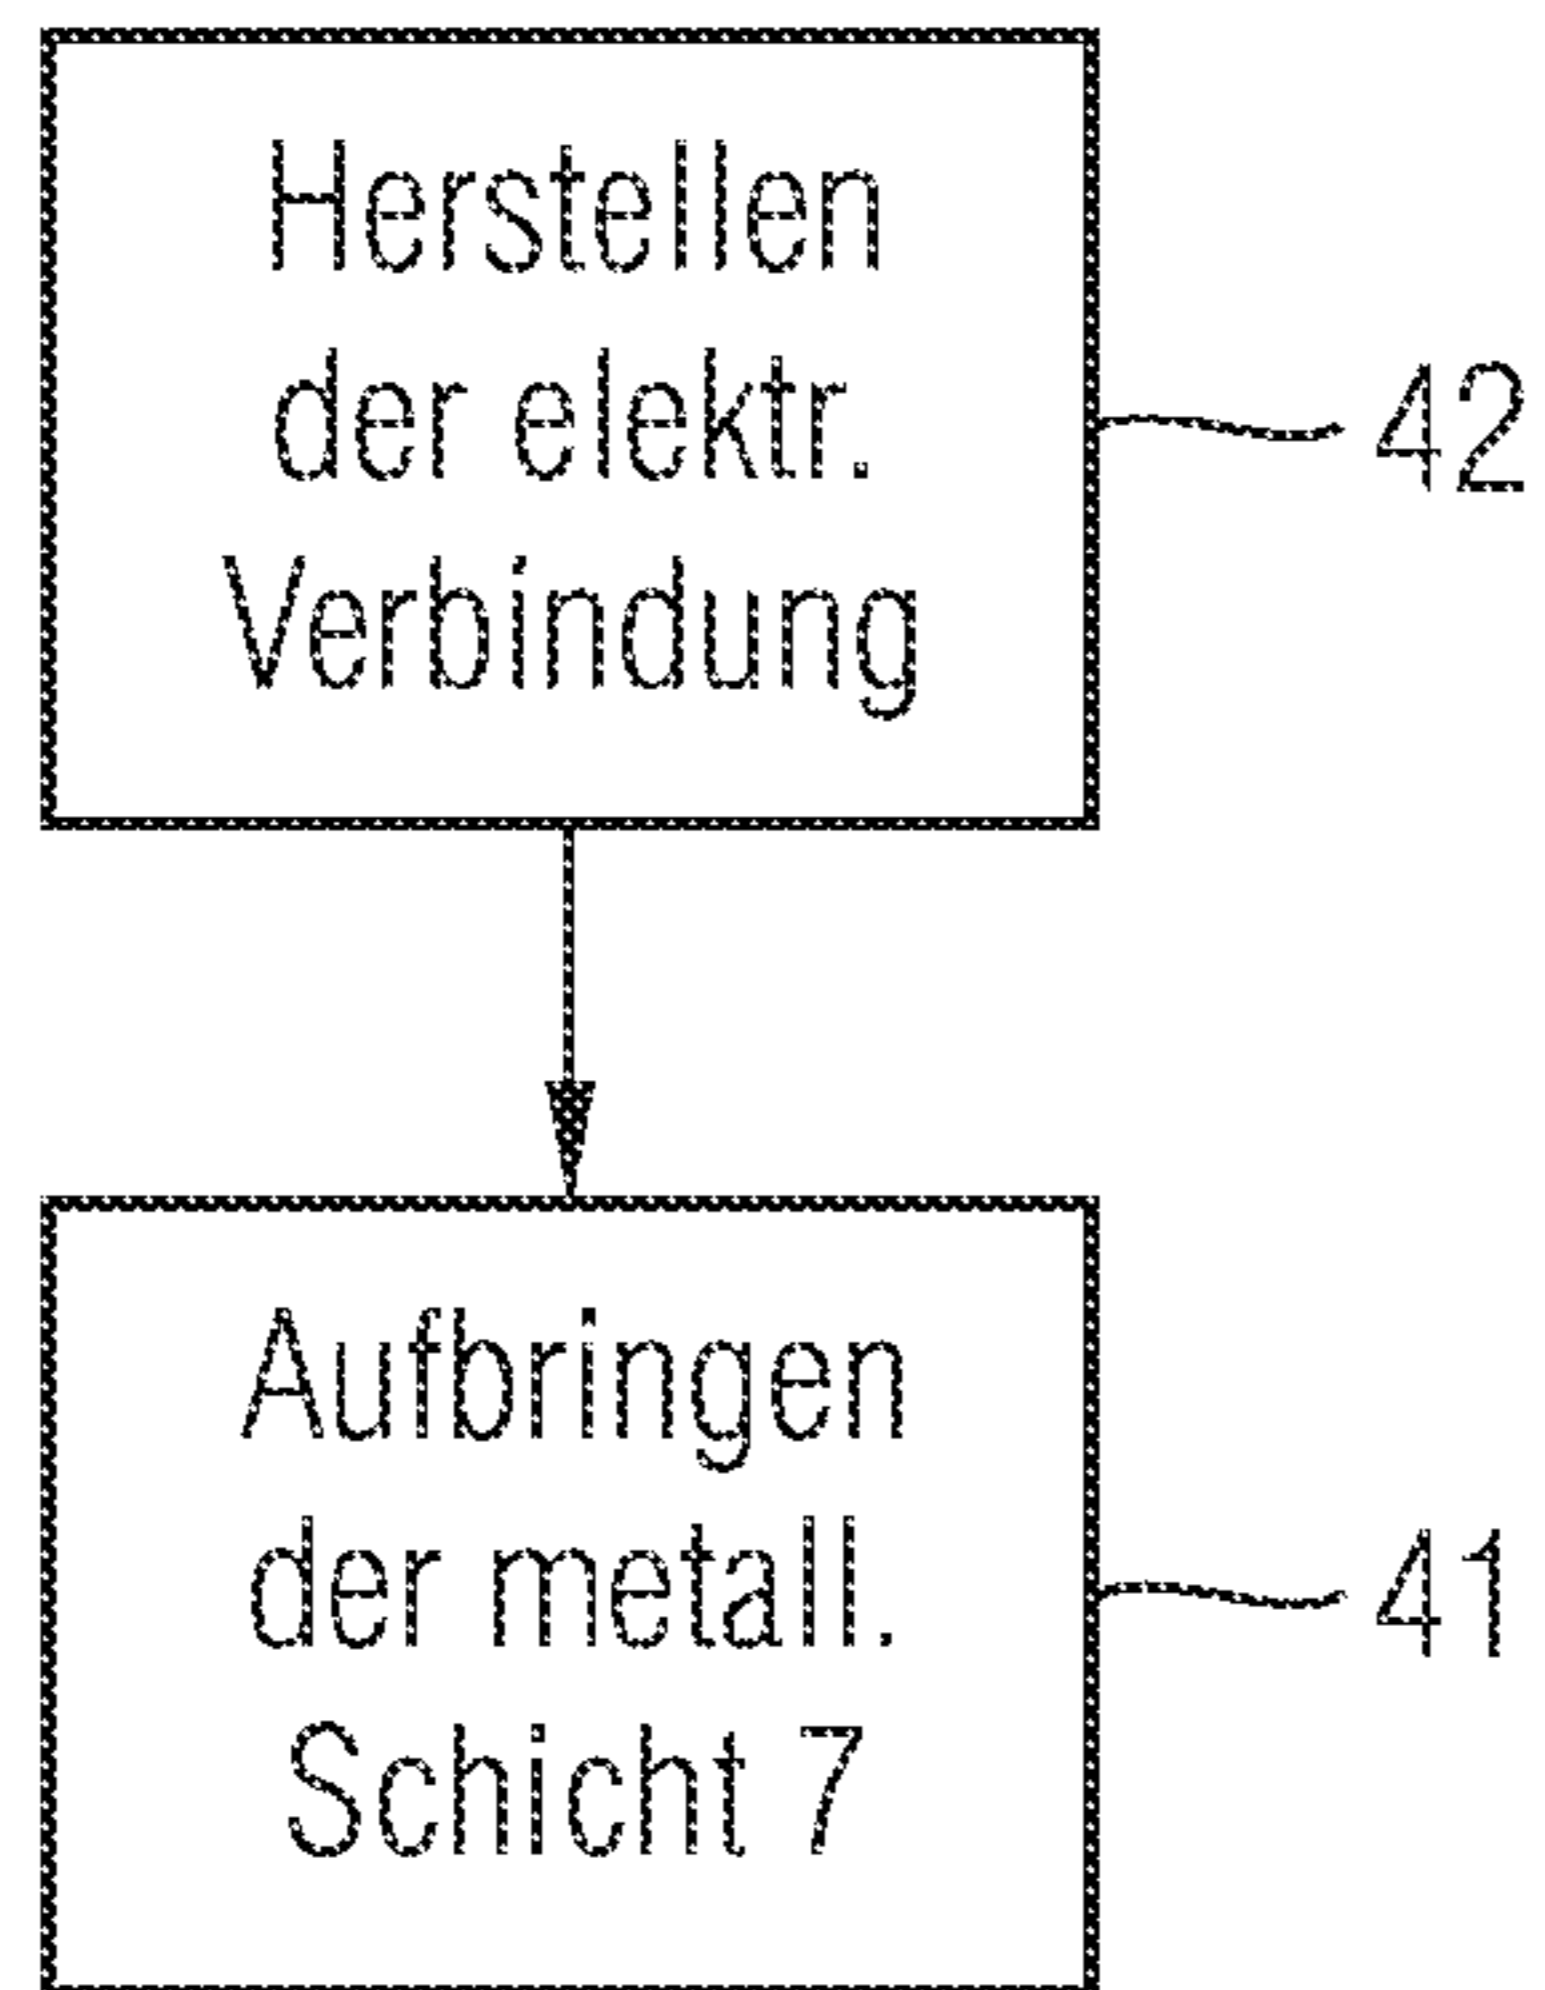 Herstellen
der elektr.
Verbindung
42
Aufbringen
der metall.
Schicht 7
41